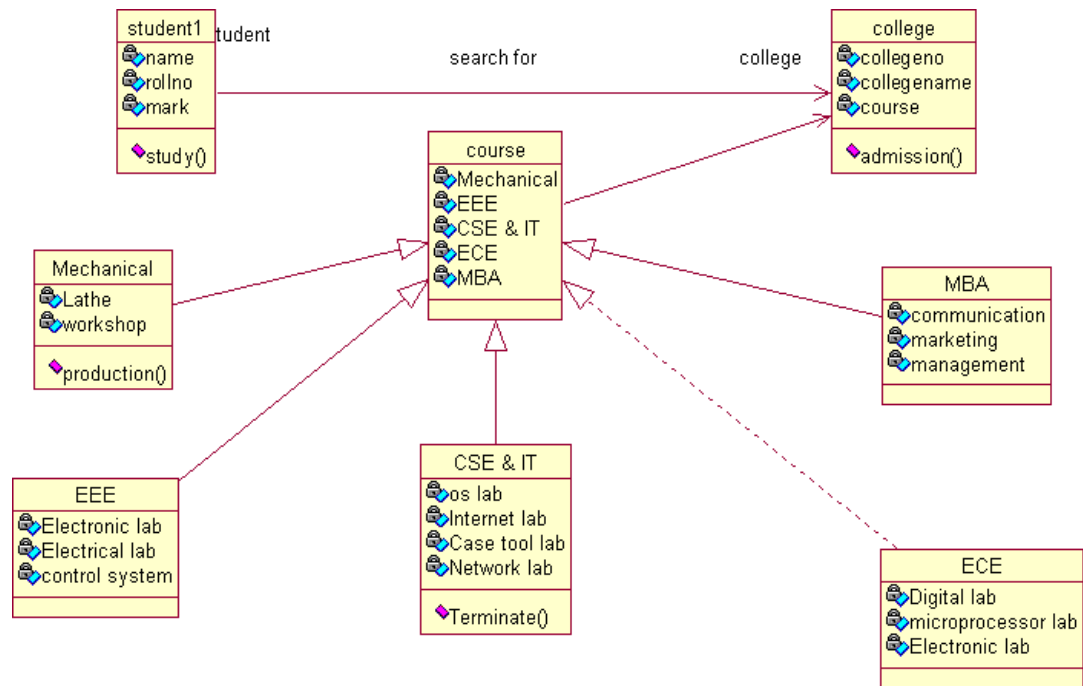 student1
tudent
name
rollno
mark
study()
search for
college
college
collegeno
collegename
course
admission()
course
Mechanical
EEE
CSE & IT
ECE
MBA
Mechanical
Lathe
workshop
production()
MBA
communication
marketing
management
EEE
Electronic lab
Electrical lab
control system
CSE & IT
os lab
Internet lab
Case tool lab
Network lab
Terminate()
ECE
Digital lab
microprocessor lab
Electronic lab